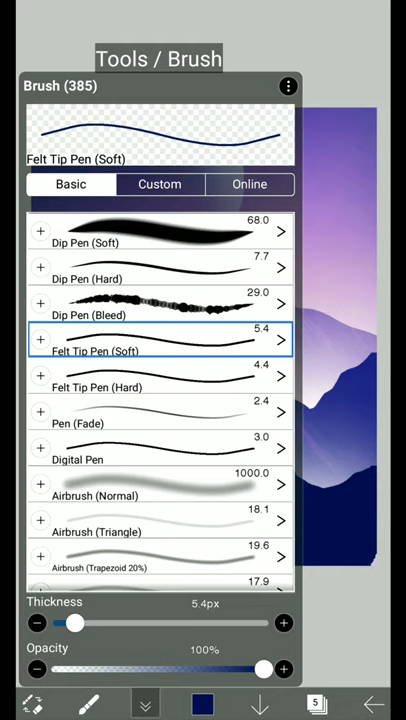 Tools / Brush
Brush (385)
Felt Tip Pen (Soft)
Basic
Custom
Online
68.0
Dip Pen (Soft)
7.7
Dip Pen (Hard)
29.0
Dip Pen (Bleed)
5.4
Felt Tip Pen (Soft)
4.4
Felt Tip Pen (Hard)
2.4
Pen (Fade)
3.0
Digital Pen
1000.0
Airbrush (Normal)
18.1
Airbrush (Triangle)
19.6
Airbrush (Trapezoid 20%)
17.9
Thickness
5.4px
Opacity
100%
5